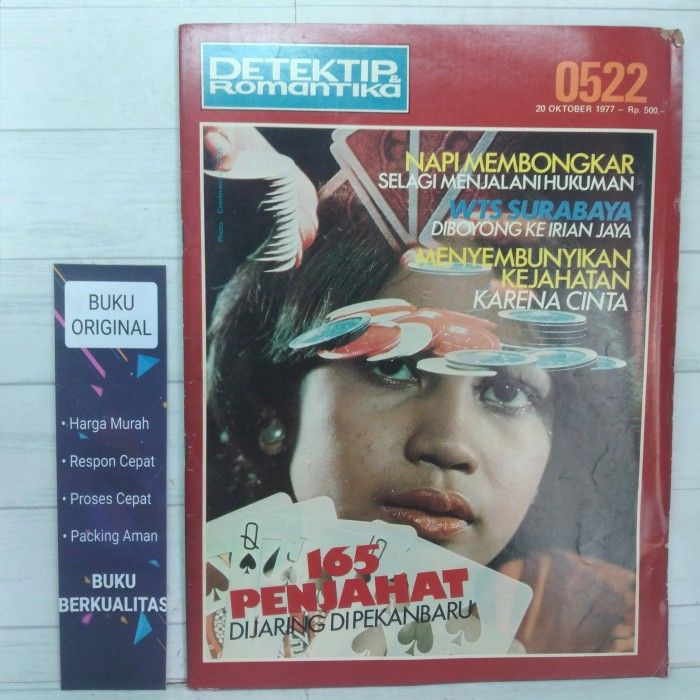 DETEKTIP
& Romantika
0522
20 OKTOBER 1977 - Rp. 500,-
NAPI MEMBONGKAR
SELAGI MENJALANI HUKUMAN
WTS SURABAYA
DIBOYONG KE IRIAN JAYA
MENYEMBUNYIKAN
KEJAHATAN
KARENA CINTA
165
PENJAHAT
DIJARING DI PEKANBARU
Q
7
J
BUKU
ORIGINAL
• Harga Murah
• Respon Cepat
• Proses Cepat
• Packing Aman
BUKU
BERKUALITAS